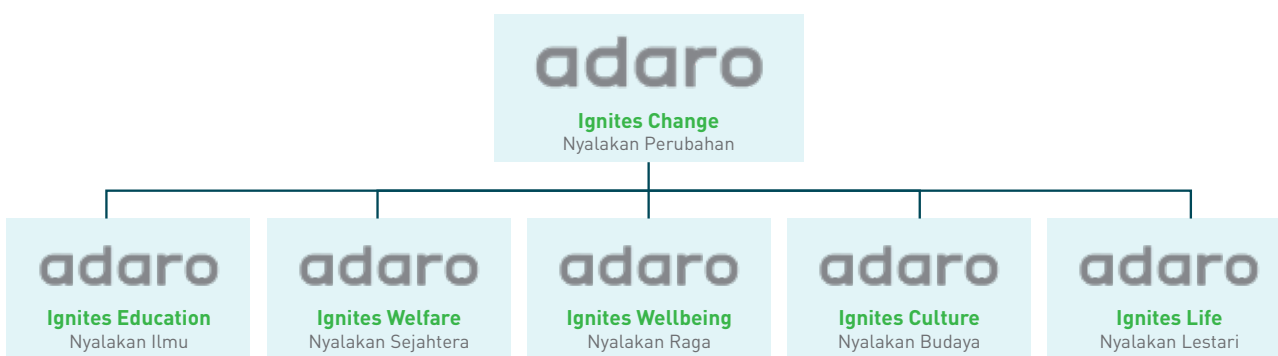 adaro
Ignites Change
Nyalakan Perubahan
adaro
Ignites Education
Nyalakan Ilmu
adaro
Ignites Welfare
Nyalakan Sejahtera
adaro
Ignites Wellbeing
Nyalakan Raga
adaro
Ignites Culture
Nyalakan Budaya
adaro
Ignites Life
Nyalakan Lestari